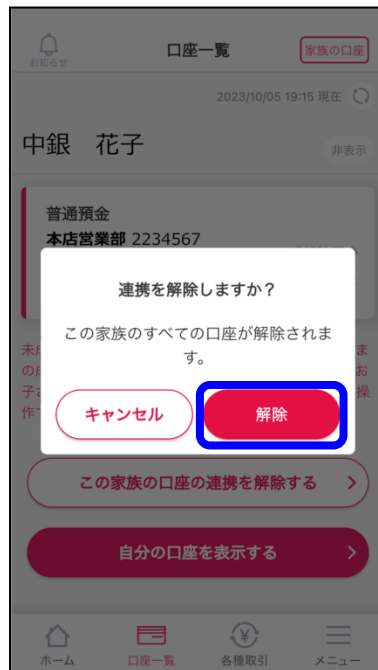 お知らせ
口座一覧
家族の口座
2023/10/05 19:15 現在
中銀 花子
非表示
普通預金
本店営業部 2234567
連携を解除しますか？
この家族のすべての口座が解除されま
す。
キャンセル
解除
この家族の口座の連携を解除する
自分の口座を表示する
ホーム
口座一覧
各種取引
メニュー